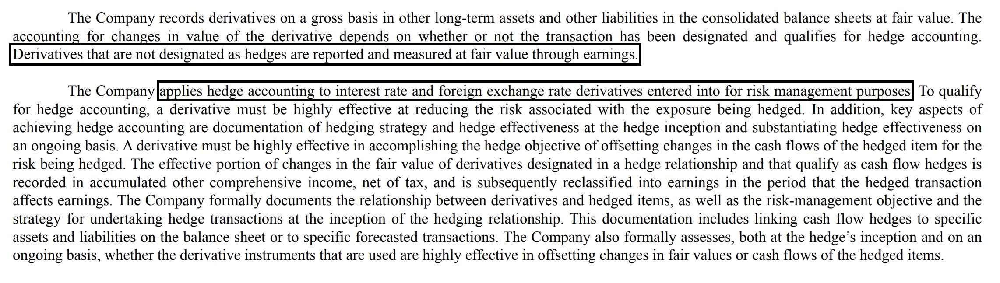 The Company records derivatives on a gross basis in other long-term assets and other liabilities in the consolidated balance sheets at fair value. The
accounting for changes in value of the derivative depends on whether or not the transaction has been designated and qualifies for hedge accounting.
Derivatives that are not designated as hedges are reported and measured at fair value through earnings.
The Company applies hedge accounting to interest rate and foreign exchange rate derivatives entered into for risk management purposes. To qualify
for hedge accounting, a derivative must be highly effective at reducing the risk associated with the exposure being hedged. In addition, key aspects of
achieving hedge accounting are documentation of hedging strategy and hedge effectiveness at the hedge inception and substantiating hedge effectiveness on
an ongoing basis. A derivative must be highly effective in accomplishing the hedge objective of offsetting changes in the cash flows of the hedged item for the
risk being hedged. The effective portion of changes in the fair value of derivatives designated in a hedge relationship and that qualify as cash flow hedges is
recorded in accumulated other comprehensive income, net of tax, and is subsequently reclassified into earnings in the period that the hedged transaction
affects earnings. The Company formally documents the relationship between derivatives and hedged items, as well as the risk-management objective and the
strategy for undertaking hedge transactions at the inception of the hedging relationship. This documentation includes linking cash flow hedges to specific
assets and liabilities on the balance sheet or to specific forecasted transactions. The Company also formally assesses, both at the hedge’s inception and on an
ongoing basis, whether the derivative instruments that are used are highly effective in offsetting changes in fair values or cash flows of the hedged items.